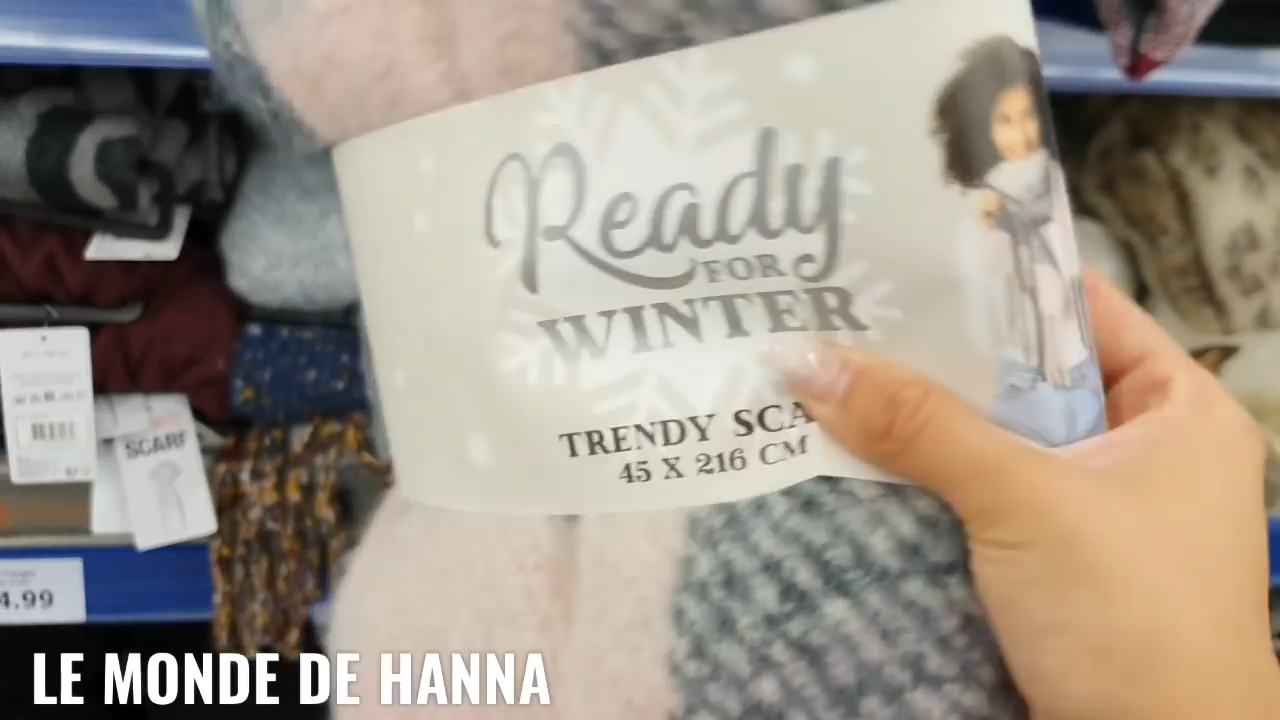 Ready
FOR
WINTER
TRENDY SCA
45 X 216 CM
SCARF
4.99
LE MONDE DE HANNA